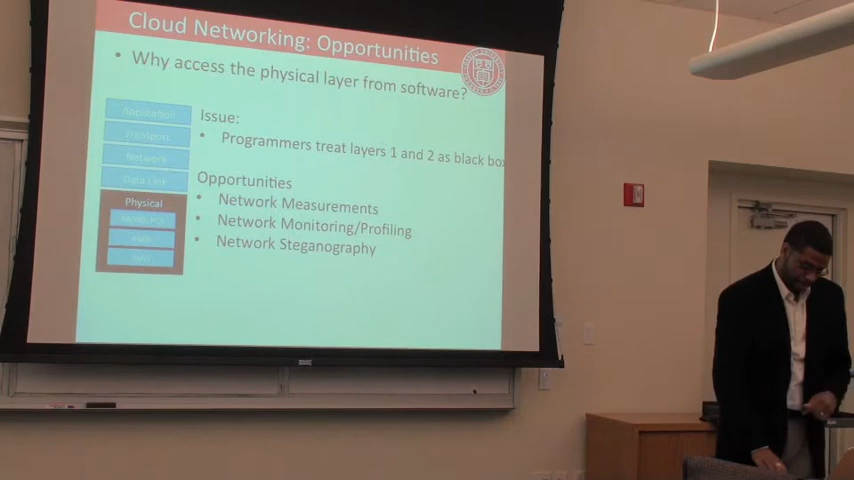 Cloud Networking: Opportunities
• Why access the physical layer from software?
Application
Transport
Network
Data Link
Physical
Issue:
• Programmers treat layers 1 and 2 as black box
Opportunities
• Network Measurements
• Network Monitoring/Profiling
• Network Steganography